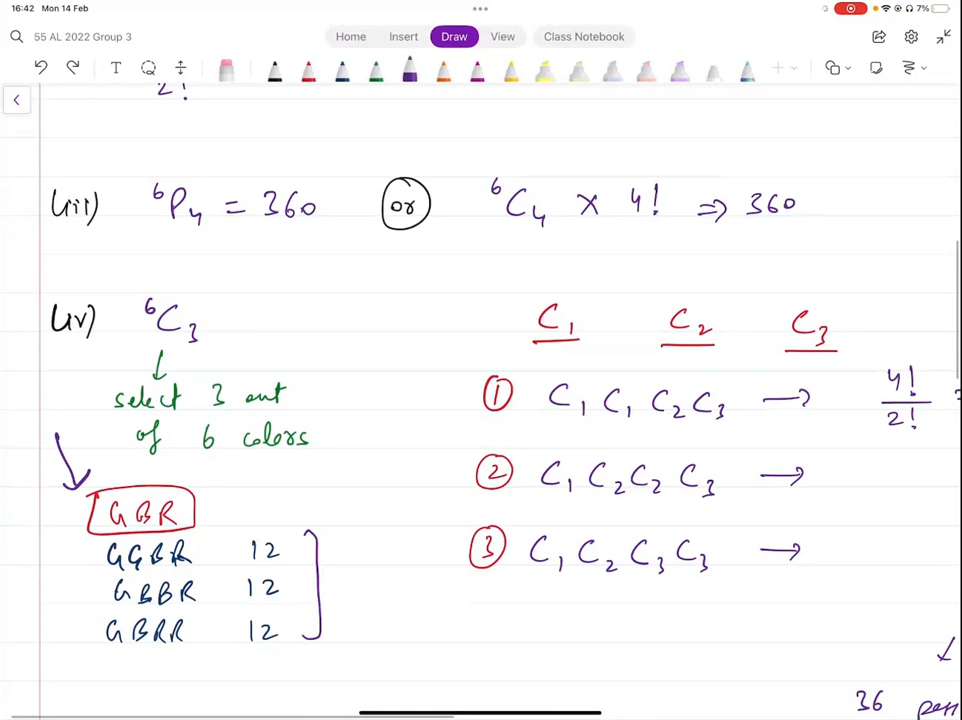 16:42 Mon 14 Feb
7%
55 AL 2022 Group 3
Home Insert Draw View Class Notebook
T
2!
(iii) ⁶P₄ = 360 or ⁶C₄ × 4! ⇒ 360
(iv) ⁶C₃
↓
select 3 out
of 6 colors
GBR
GGBR 12
GBBR 12
GBRR 12
C₁ C₂ C₃
① C₁ C₁ C₂ C₃ → 4!/2!
② C₁ C₂ C₂ C₃ →
③ C₁ C₂ C₃ C₃ →
↓
36